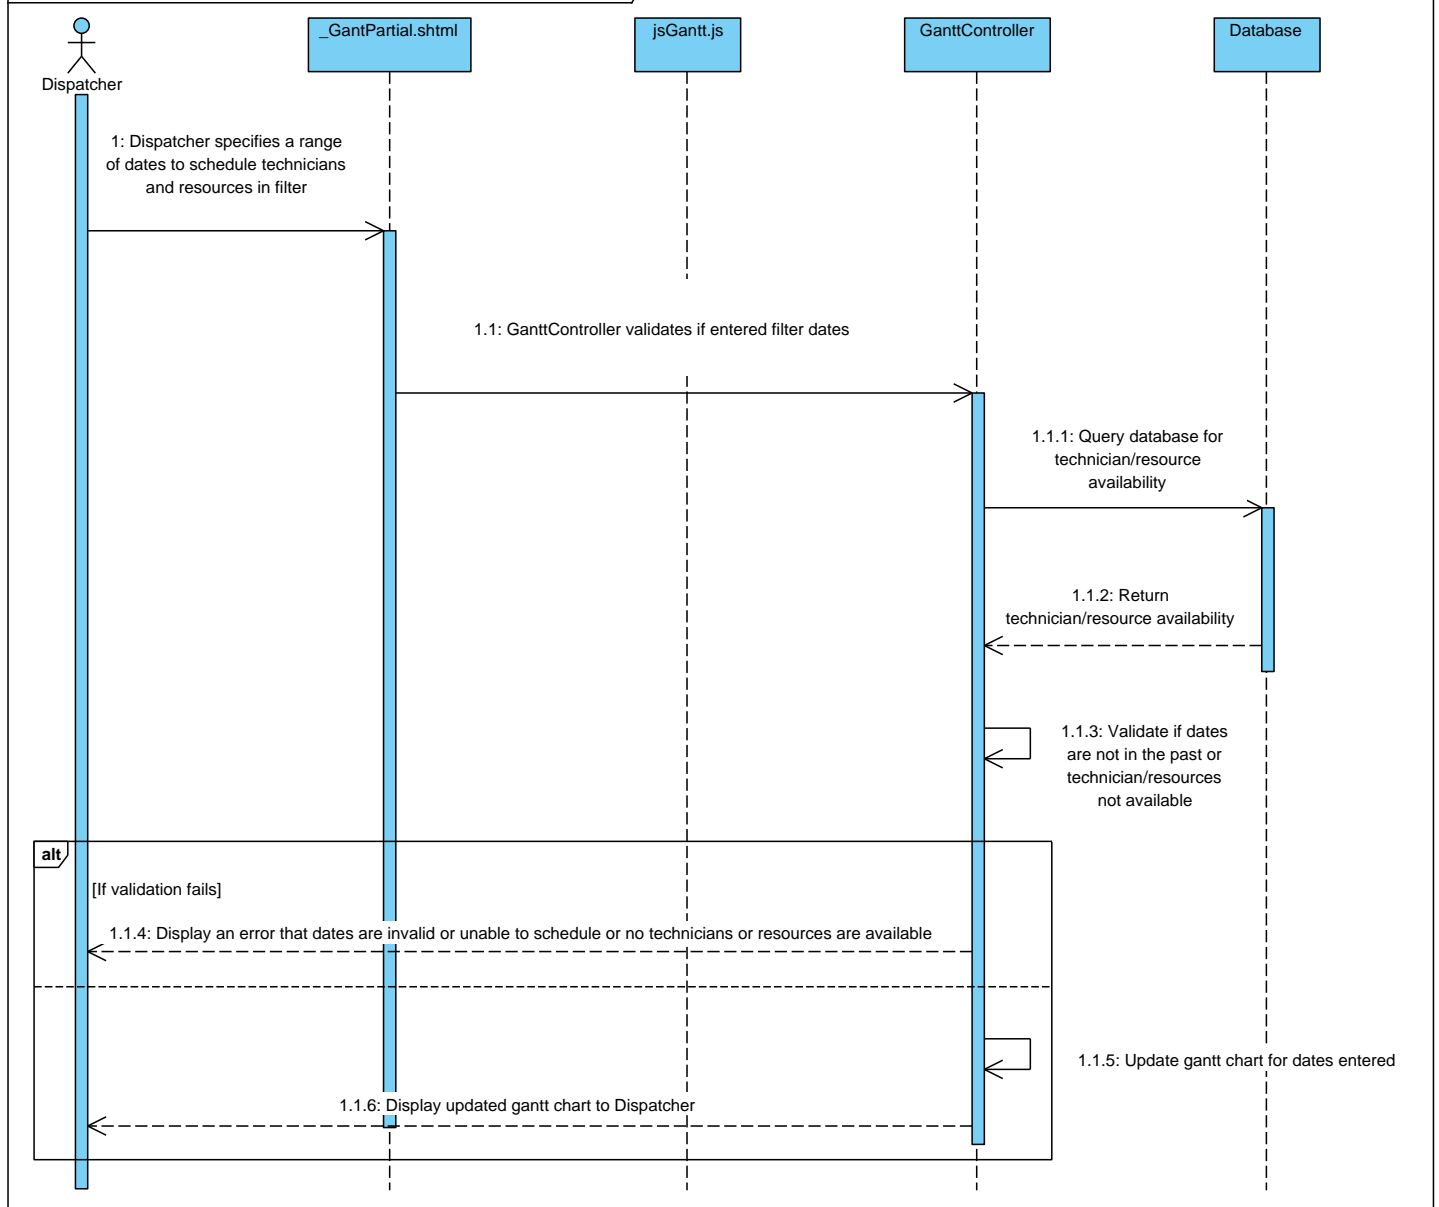 _GantPartial.shtml
jsGantt.js
GanttController
Database
Dispatcher
1: Dispatcher specifies a range
of dates to schedule technicians
and resources in filter
1.1: GanttController validates if entered filter dates
1.1.1: Query database for
technician/resource
availability
1.1.2: Return
technician/resource availability
1.1.3: Validate if dates
are not in the past or
technician/resources
not available
alt
[If validation fails]
1.1.4: Display an error that dates are invalid or unable to schedule or no technicians or resources are available
1.1.5: Update gantt chart for dates entered
1.1.6: Display updated gantt chart to Dispatcher